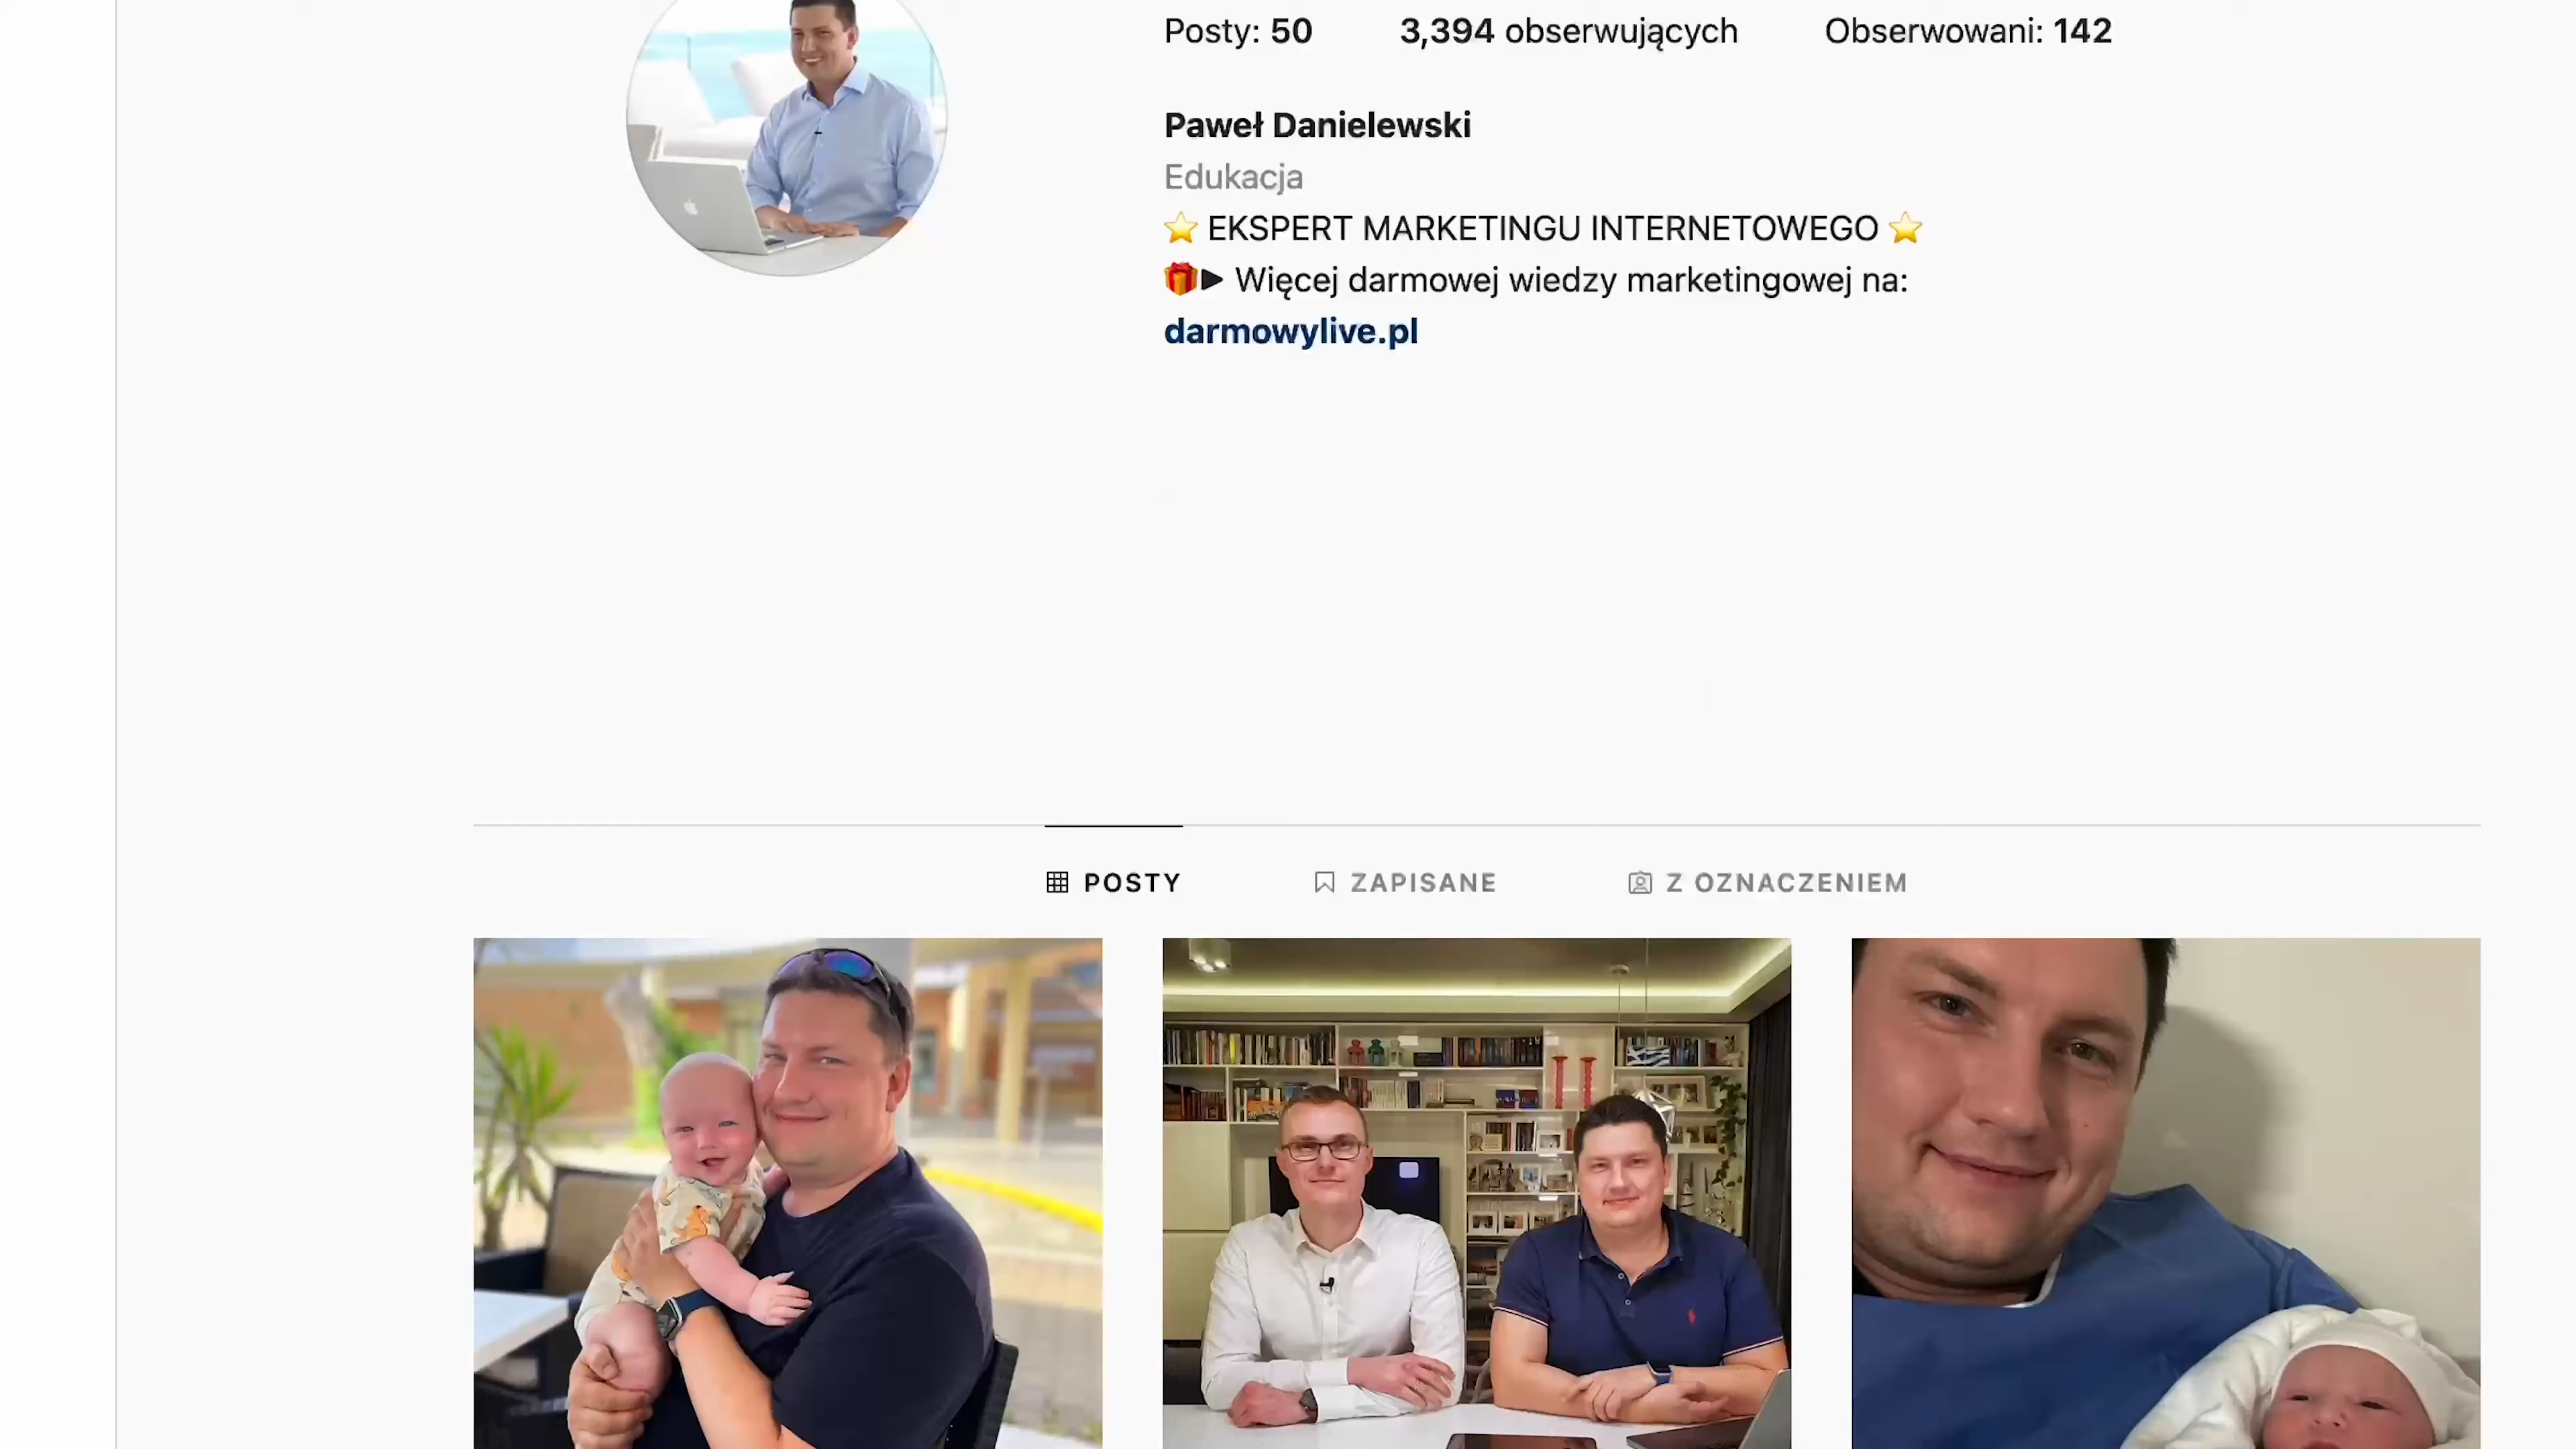 Posty: 50 3,394 obserwujących Obserwowani: 142
Paweł Danielewski
Edukacja
⭐ EKSPERT MARKETINGU INTERNETOWEGO ⭐
🎁▶ Więcej darmowej wiedzy marketingowej na:
darmowylive.pl
POSTY ZAPISANE Z OZNACZENIEM